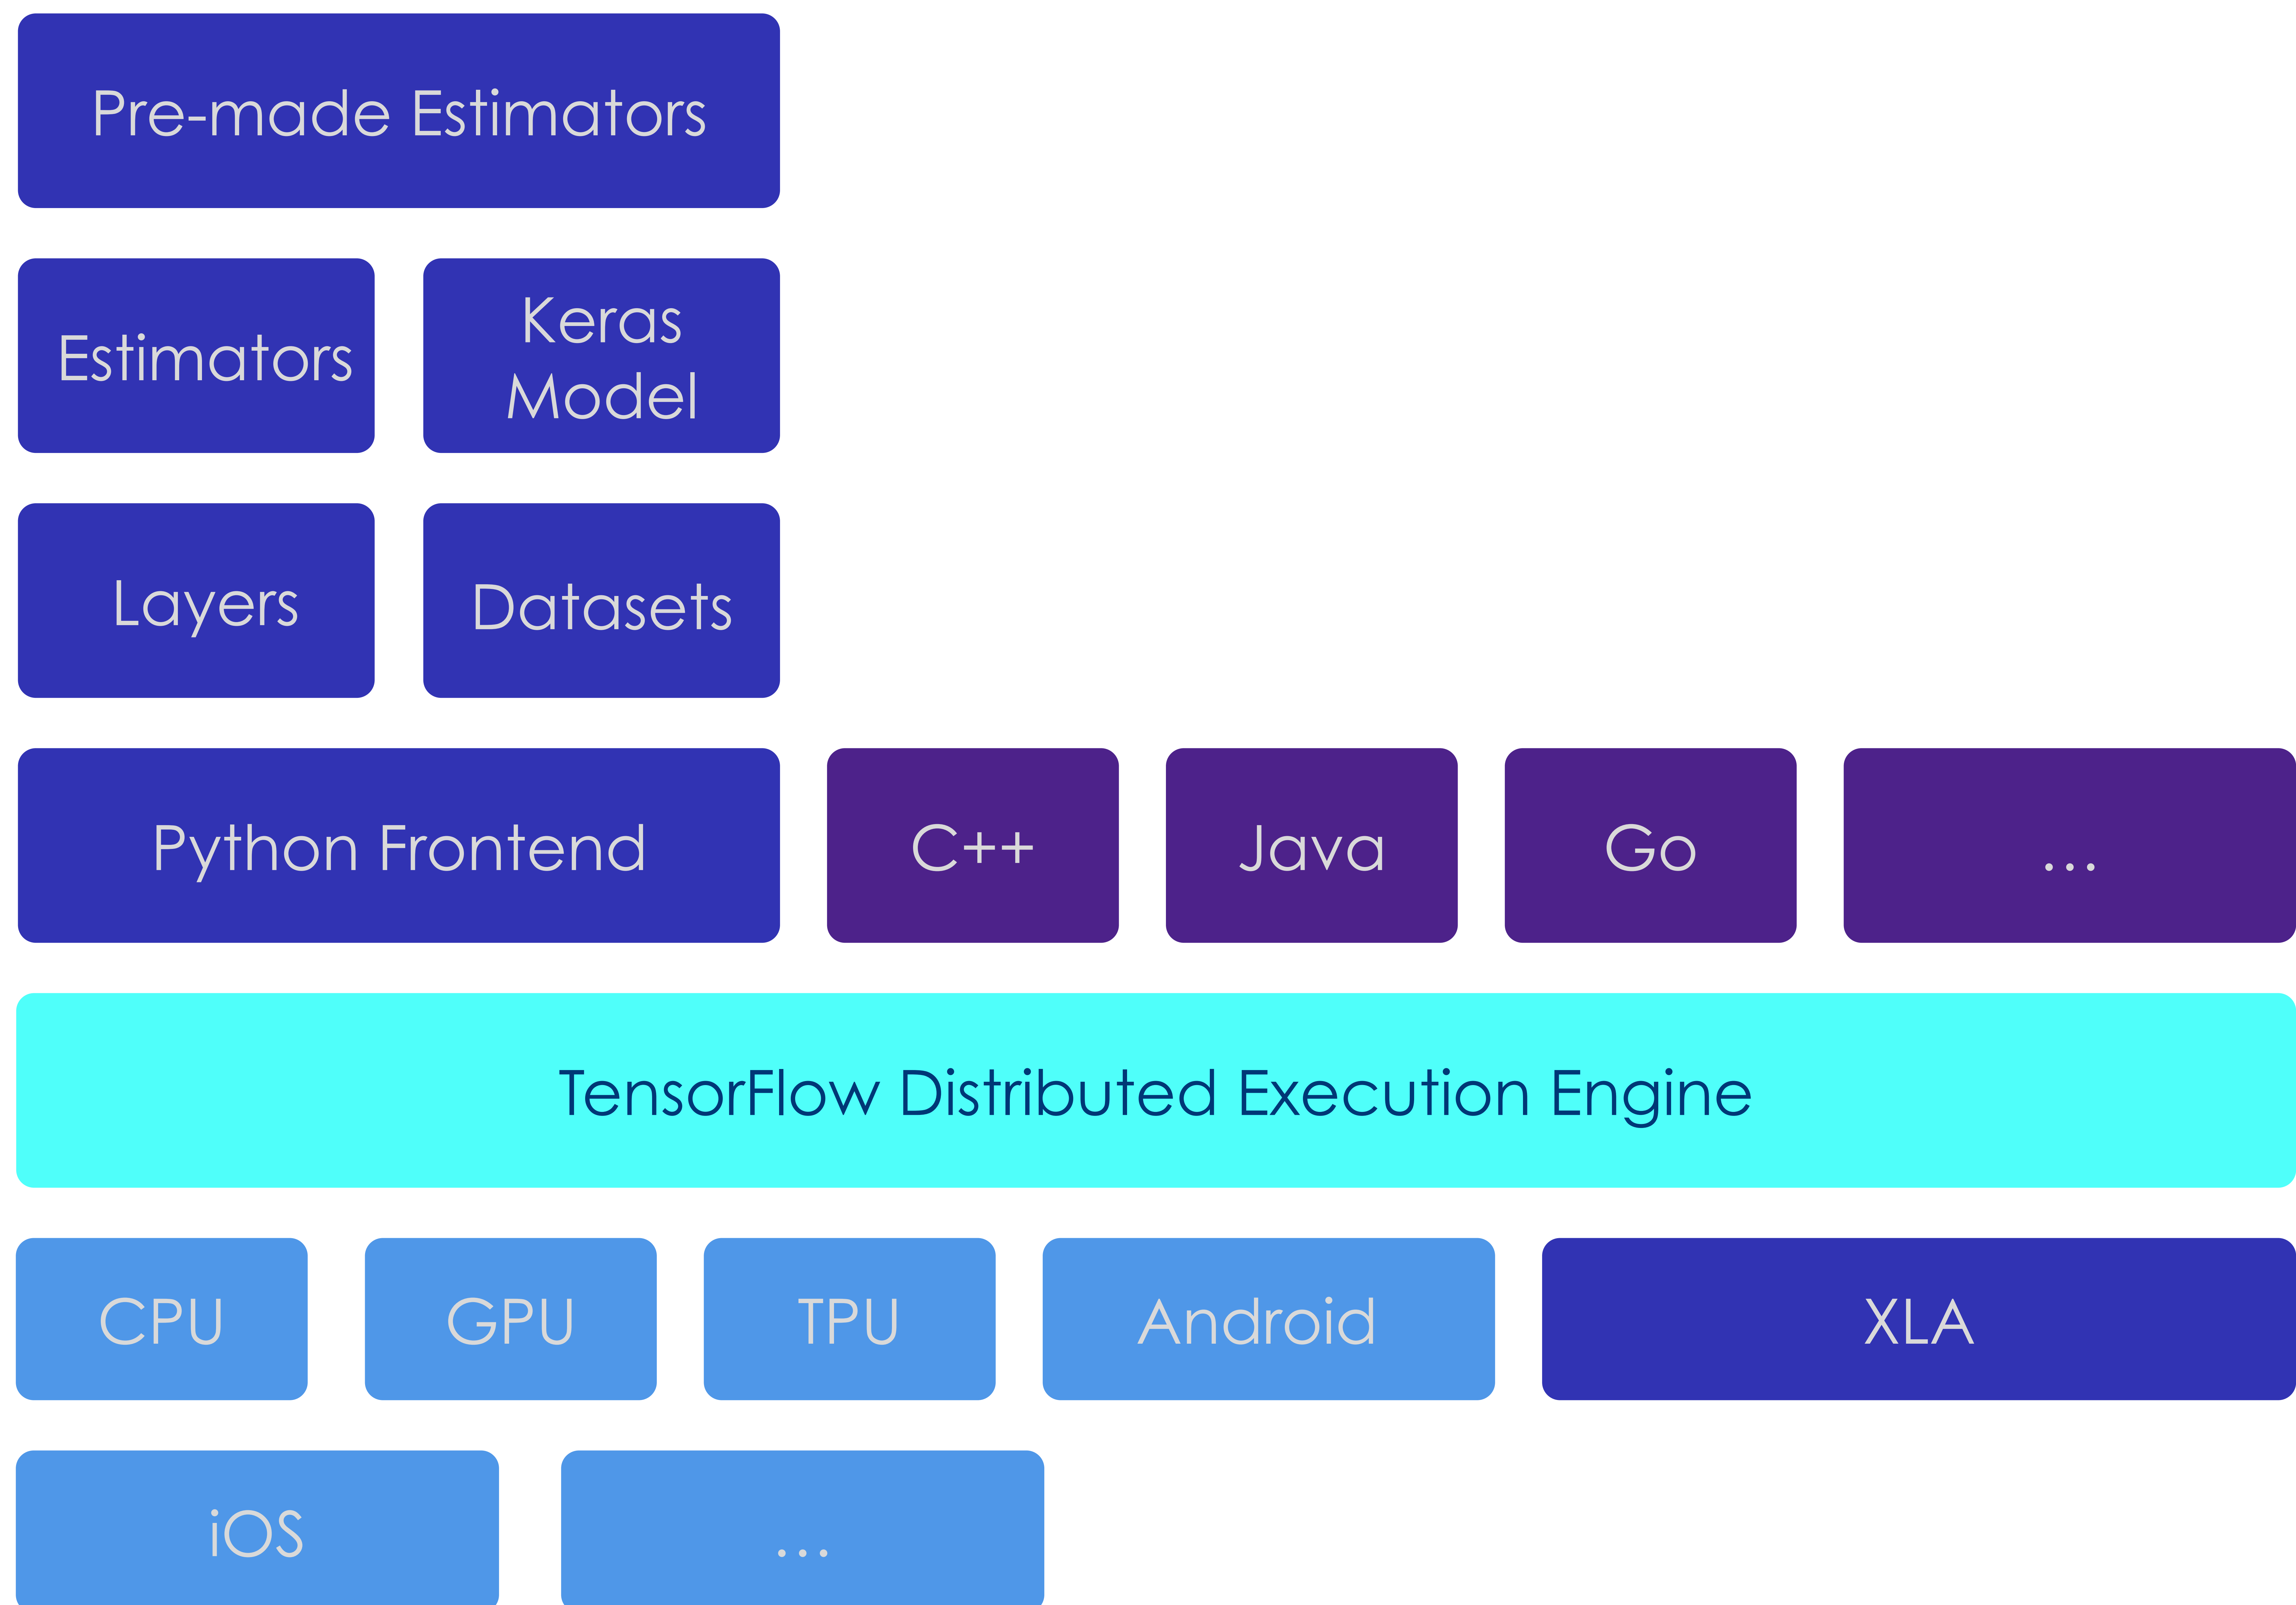 Pre-made Estimators
Estimators
Keras
Model
Layers
Datasets
Python Frontend
C++
Java
Go
...
TensorFlow Distributed Execution Engine
CPU
GPU
TPU
Android
XLA
iOS
...